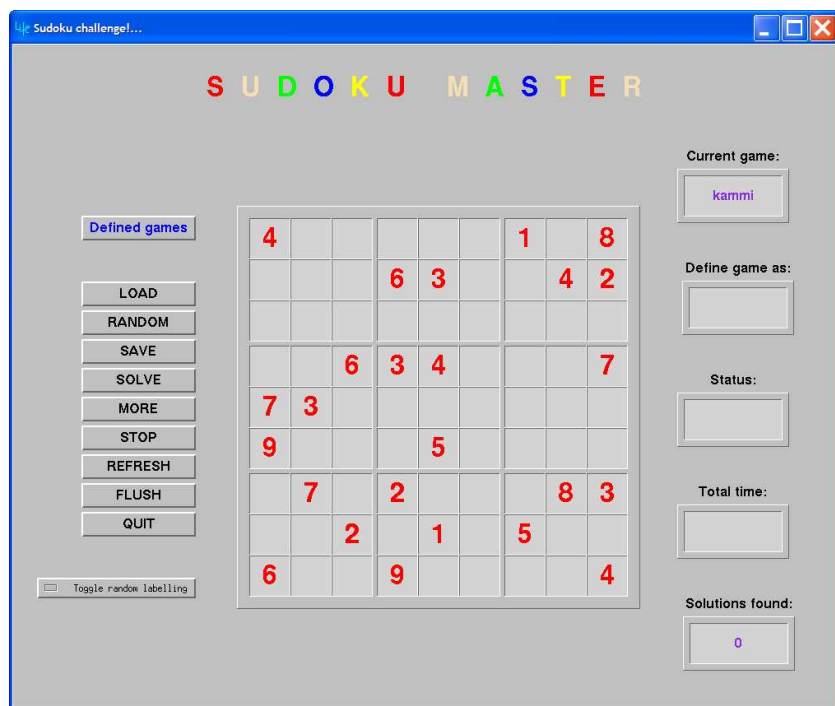 Sudoku challenge!...
SUDOKU MASTER
Current game:
kammi
Defined games
4 1 8
Define game as:
6 3 4 2
LOAD
RANDOM
SAVE
6 3 4 7
SOLVE
Status:
MORE
7 3
STOP
9 5
REFRESH
FLUSH
7 2 8 3
Total time:
QUIT
2 1 5
Toggle random labelling
6 9 4
Solutions found:
0